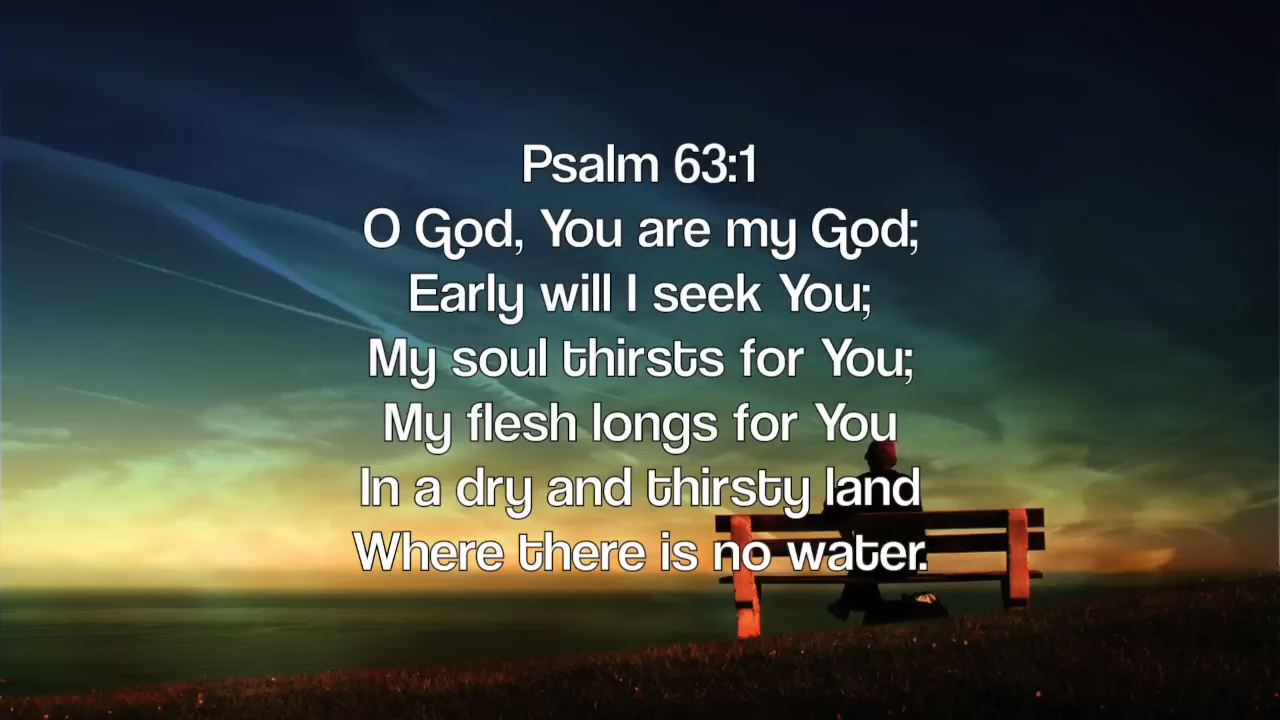 Psalm 63:1
O God, You are my God;
Early will I seek You;
My soul thirsts for You;
My flesh longs for You
In a dry and thirsty land
Where there is no water.